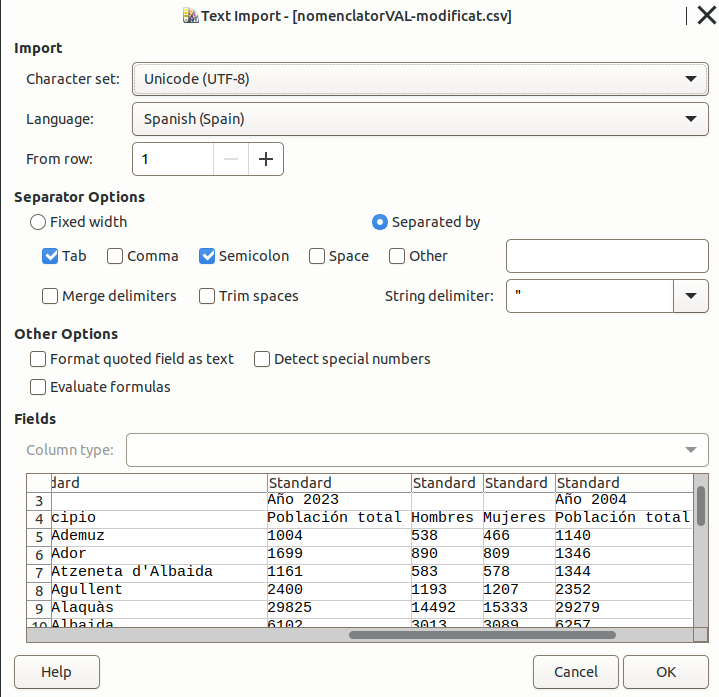 Text Import - [nomenclatorVAL-modificat.csv]
Import
Character set: Unicode (UTF-8)
Language: Spanish (Spain)
From row: 1
Separator Options
Fixed width Separated by
Tab Comma Semicolon Space Other
Merge delimiters Trim spaces String delimiter: "
Other Options
Format quoted field as text Detect special numbers
Evaluate formulas
Fields
Column type:
dard Standard Standard Standard Standard
3 Año 2023 Año 2004
4 cipio Población total Hombres Mujeres Población total
5 Ademuz 1004 538 466 1140
6 Ador 1699 890 809 1346
7 Atzeneta d'Albaida 1161 583 578 1344
8 Agullent 2400 1193 1207 2352
9 Alaquàs 29825 14492 15333 29279
10 Albaida 6102 3013 3089 6257
Help Cancel OK